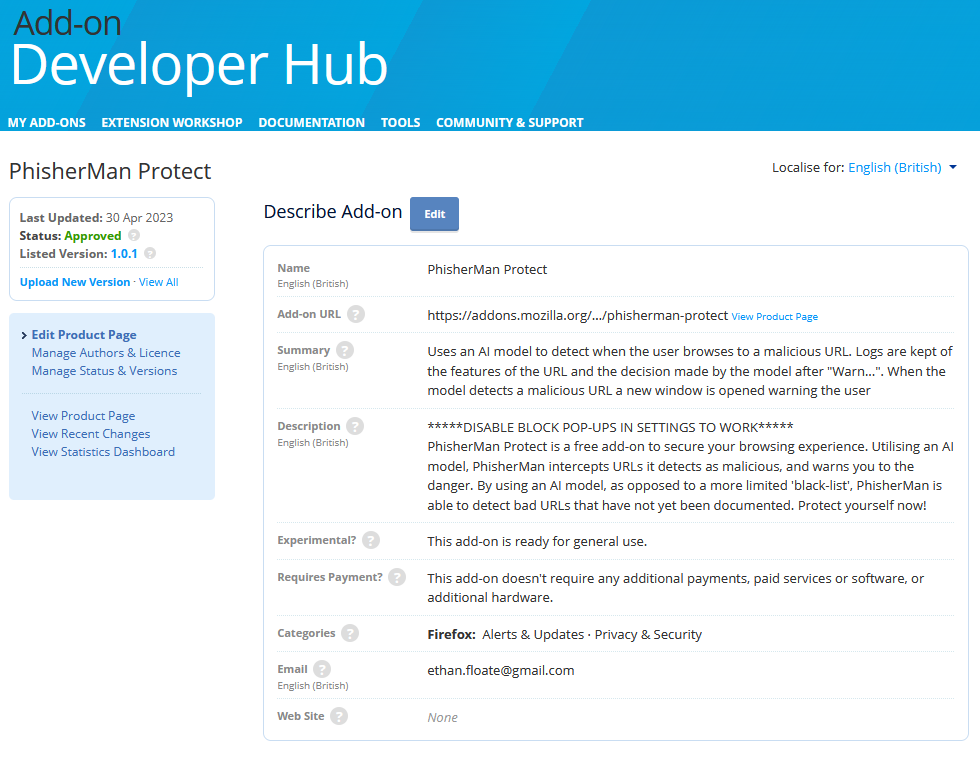 Add-on
Developer Hub
MY ADD-ONS EXTENSION WORKSHOP DOCUMENTATION TOOLS COMMUNITY & SUPPORT
PhisherMan Protect
Localise for: English (British)
Last Updated: 30 Apr 2023
Status: Approved ?
Listed Version: 1.0.1 ?
Upload New Version · View All
Edit Product Page
Manage Authors & Licence
Manage Status & Versions
View Product Page
View Recent Changes
View Statistics Dashboard
Describe Add-on Edit
Name
English (British)
PhisherMan Protect
Add-on URL ?
https://addons.mozilla.org/.../phisherman-protect View Product Page
Summary ?
English (British)
Uses an AI model to detect when the user browses to a malicious URL. Logs are kept of
the features of the URL and the decision made by the model after "Warn...". When the
model detects a malicious URL a new window is opened warning the user
Description ?
English (British)
*****DISABLE BLOCK POP-UPS IN SETTINGS TO WORK*****
PhisherMan Protect is a free add-on to secure your browsing experience. Utilising an AI
model, PhisherMan intercepts URLs it detects as malicious, and warns you to the
danger. By using an AI model, as opposed to a more limited 'black-list', PhisherMan is
able to detect bad URLs that have not yet been documented. Protect yourself now!
Experimental? ?
This add-on is ready for general use.
Requires Payment? ?
This add-on doesn't require any additional payments, paid services or software, or
additional hardware.
Categories ?
Firefox: Alerts & Updates · Privacy & Security
Email ?
English (British)
ethan.floate@gmail.com
Web Site ?
None